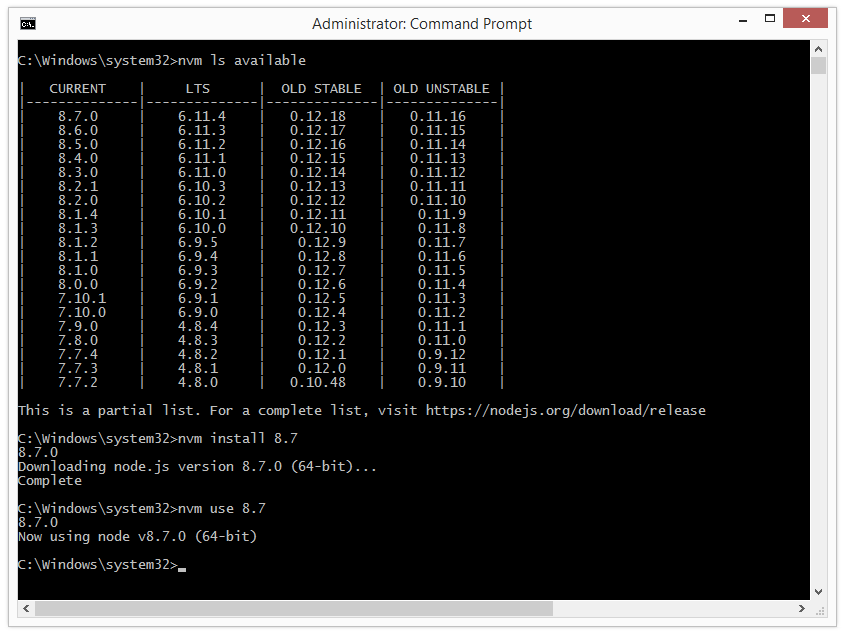 Administrator: Command Prompt
C:\Windows\system32>nvm ls available
|   CURRENT    |     LTS      |  OLD STABLE  | OLD UNSTABLE |
|--------------|--------------|--------------|--------------|
|    8.7.0     |    6.11.4    |   0.12.18    |   0.11.16    |
|    8.6.0     |    6.11.3    |   0.12.17    |   0.11.15    |
|    8.5.0     |    6.11.2    |   0.12.16    |   0.11.14    |
|    8.4.0     |    6.11.1    |   0.12.15    |   0.11.13    |
|    8.3.0     |    6.11.0    |   0.12.14    |   0.11.12    |
|    8.2.1     |    6.10.3    |   0.12.13    |   0.11.11    |
|    8.2.0     |    6.10.2    |   0.12.12    |   0.11.10    |
|    8.1.4     |    6.10.1    |   0.12.11    |    0.11.9    |
|    8.1.3     |    6.10.0    |   0.12.10    |    0.11.8    |
|    8.1.2     |    6.9.5     |    0.12.9    |    0.11.7    |
|    8.1.1     |    6.9.4     |    0.12.8    |    0.11.6    |
|    8.1.0     |    6.9.3     |    0.12.7    |    0.11.5    |
|    8.0.0     |    6.9.2     |    0.12.6    |    0.11.4    |
|    7.10.1    |    6.9.1     |    0.12.5    |    0.11.3    |
|    7.10.0    |    6.9.0     |    0.12.4    |    0.11.2    |
|    7.9.0     |    4.8.4     |    0.12.3    |    0.11.1    |
|    7.8.0     |    4.8.3     |    0.12.2    |    0.11.0    |
|    7.7.4     |    4.8.2     |    0.12.1    |    0.9.12    |
|    7.7.3     |    4.8.1     |    0.12.0    |    0.9.11    |
|    7.7.2     |    4.8.0     |   0.10.48    |    0.9.10    |
This is a partial list. For a complete list, visit https://nodejs.org/download/release
C:\Windows\system32>nvm install 8.7
8.7.0
Downloading node.js version 8.7.0 (64-bit)...
Complete
C:\Windows\system32>nvm use 8.7
8.7.0
Now using node v8.7.0 (64-bit)
C:\Windows\system32>_